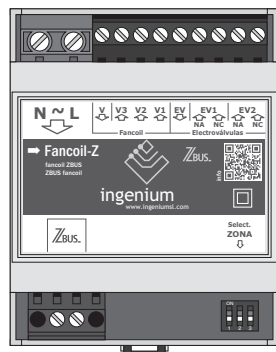 N ~ L
V V3 V2 V1 EV EV1 EV2
NA NC NA NC
Fancoil Electroválvulas
Fancoil-Z
fancoil ZBUS
ZBUS fancoil
ZBUS
info
ingenium
www.ingeniumsl.com
ZBUS
Select.
ZONA
ON
1 2 3